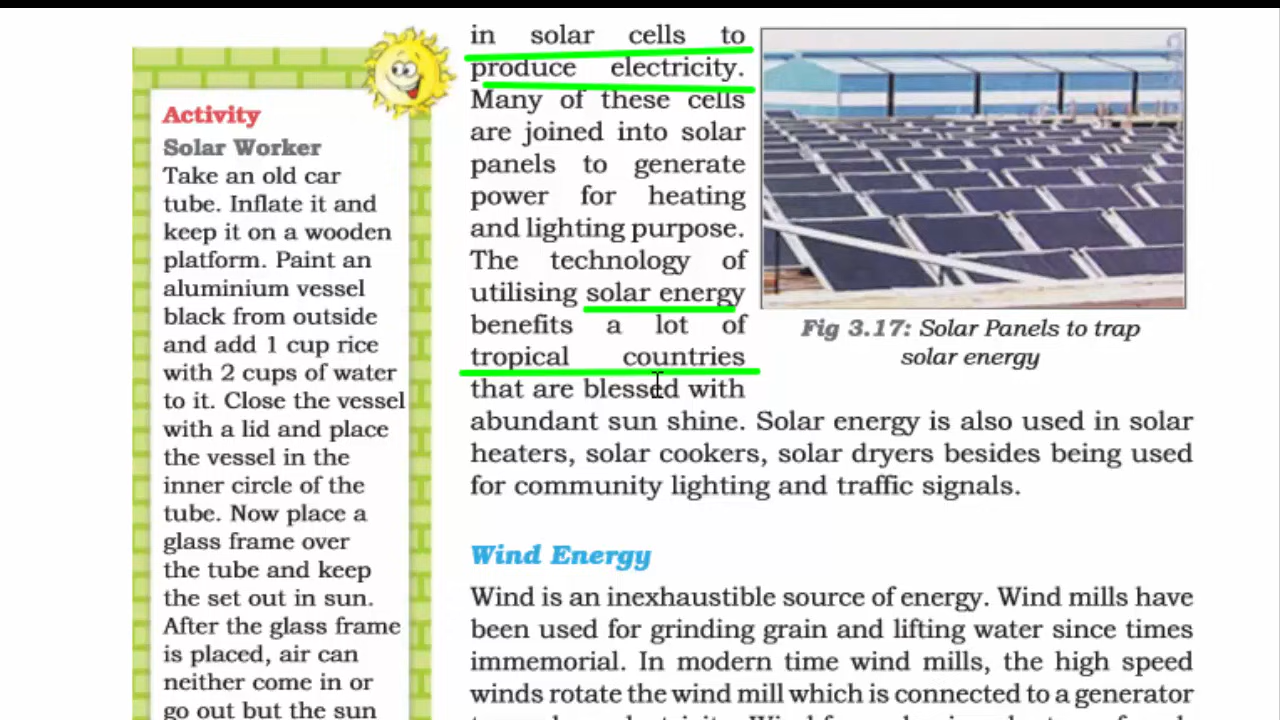 Activity
Solar Worker
Take an old car
tube. Inflate it and
keep it on a wooden
platform. Paint an
aluminium vessel
black from outside
and add 1 cup rice
with 2 cups of water
to it. Close the vessel
with a lid and place
the vessel in the
inner circle of the
tube. Now place a
glass frame over
the tube and keep
the set out in sun.
After the glass frame
is placed, air can
neither come in or
go out but the sun
in solar cells to
produce electricity.
Many of these cells
are joined into solar
panels to generate
power for heating
and lighting purpose.
The technology of
utilising solar energy
benefits a lot of
tropical countries
that are blessed with
abundant sun shine. Solar energy is also used in solar
heaters, solar cookers, solar dryers besides being used
for community lighting and traffic signals.
Fig 3.17: Solar Panels to trap
solar energy
Wind Energy
Wind is an inexhaustible source of energy. Wind mills have
been used for grinding grain and lifting water since times
immemorial. In modern time wind mills, the high speed
winds rotate the wind mill which is connected to a generator